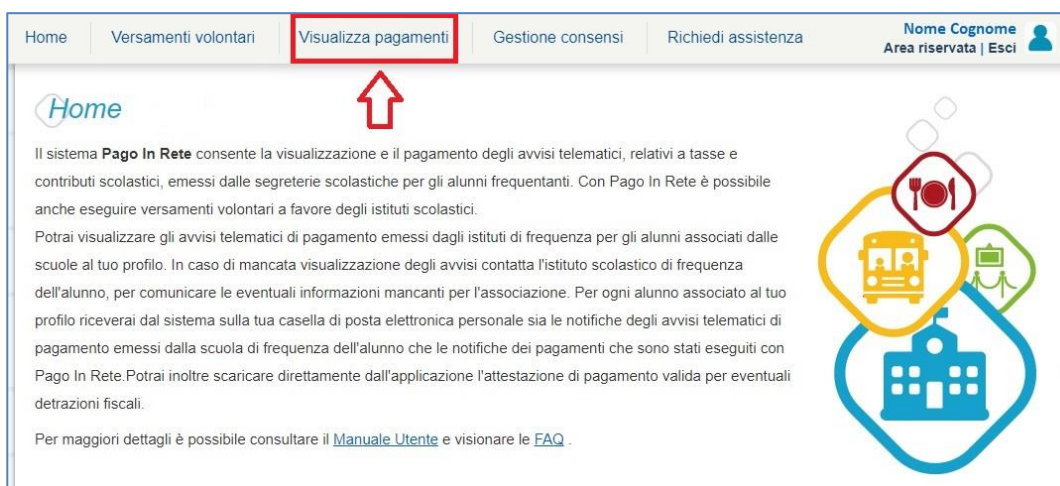 Home Versamenti volontari Visualizza pagamenti Gestione consensi Richiedi assistenza Nome Cognome
Area riservata | Esci
Home
Il sistema Pago In Rete consente la visualizzazione e il pagamento degli avvisi telematici, relativi a tasse e
contributi scolastici, emessi dalle segreterie scolastiche per gli alunni frequentanti. Con Pago In Rete è possibile
anche eseguire versamenti volontari a favore degli istituti scolastici.
Potrai visualizzare gli avvisi telematici di pagamento emessi dagli istituti di frequenza per gli alunni associati dalle
scuole al tuo profilo. In caso di mancata visualizzazione degli avvisi contatta l'istituto scolastico di frequenza
dell'alunno, per comunicare le eventuali informazioni mancanti per l'associazione. Per ogni alunno associato al tuo
profilo riceverai dal sistema sulla tua casella di posta elettronica personale sia le notifiche degli avvisi telematici di
pagamento emessi dalla scuola di frequenza dell'alunno che le notifiche dei pagamenti che sono stati eseguiti con
Pago In Rete.Potrai inoltre scaricare direttamente dall'applicazione l'attestazione di pagamento valida per eventuali
detrazioni fiscali.
Per maggiori dettagli è possibile consultare il Manuale Utente e visionare le FAQ .